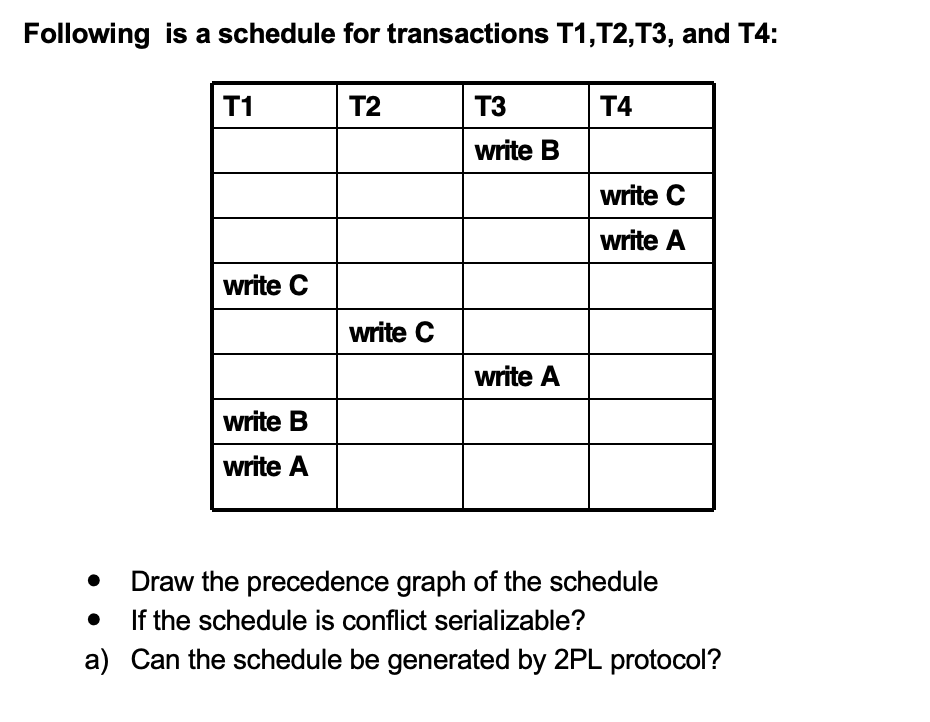 Following is a schedule for transactions T1,T2,T3, and T4:
T1 T2 T3 T4
write B
write C
write A
write C
write C
write A
write B
write A
• Draw the precedence graph of the schedule
• If the schedule is conflict serializable?
a) Can the schedule be generated by 2PL protocol?